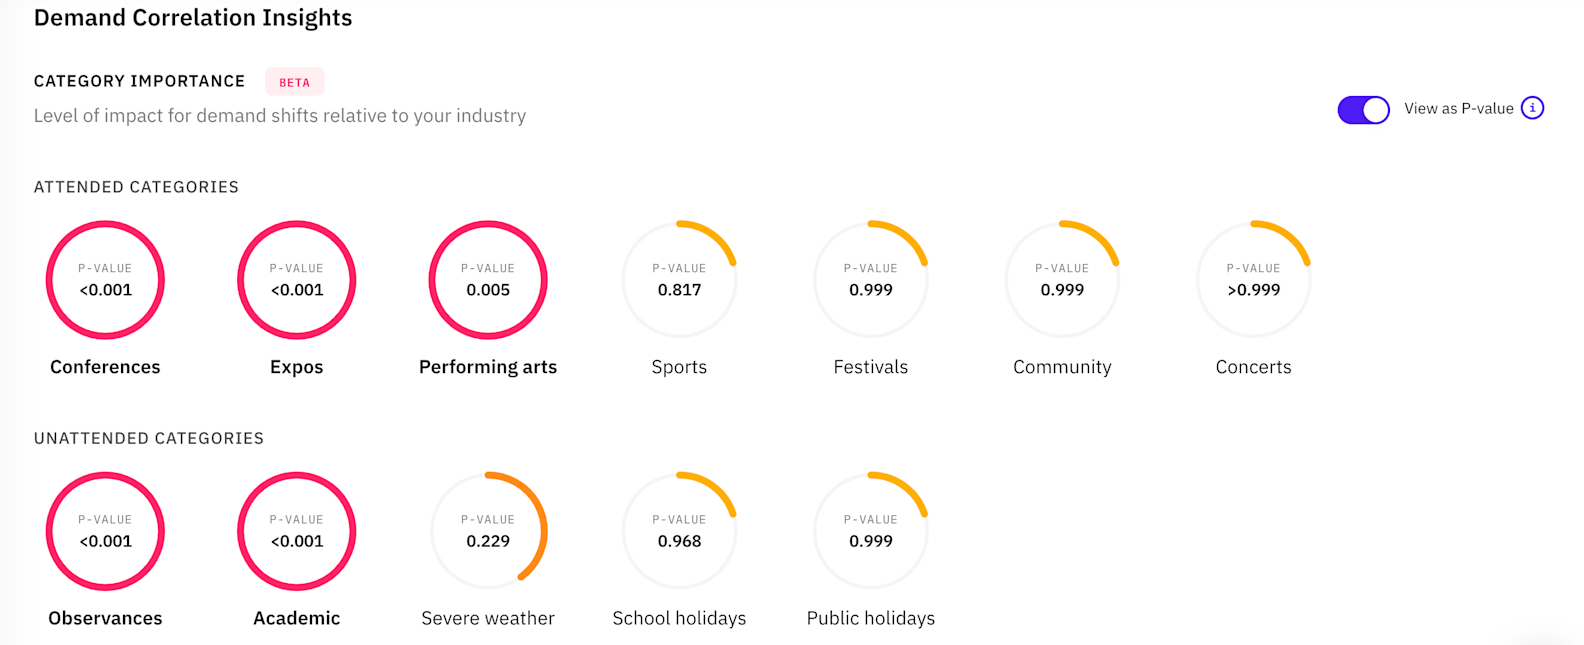 Demand Correlation Insights
CATEGORY IMPORTANCE BETA
Level of impact for demand shifts relative to your industry
View as P-value i
ATTENDED CATEGORIES
P-VALUE P-VALUE P-VALUE P-VALUE P-VALUE P-VALUE P-VALUE
<0.001 <0.001 0.005 0.817 0.999 0.999 >0.999
Conferences Expos Performing arts Sports Festivals Community Concerts
UNATTENDED CATEGORIES
P-VALUE P-VALUE P-VALUE P-VALUE P-VALUE
<0.001 <0.001 0.229 0.968 0.999
Observances Academic Severe weather School holidays Public holidays